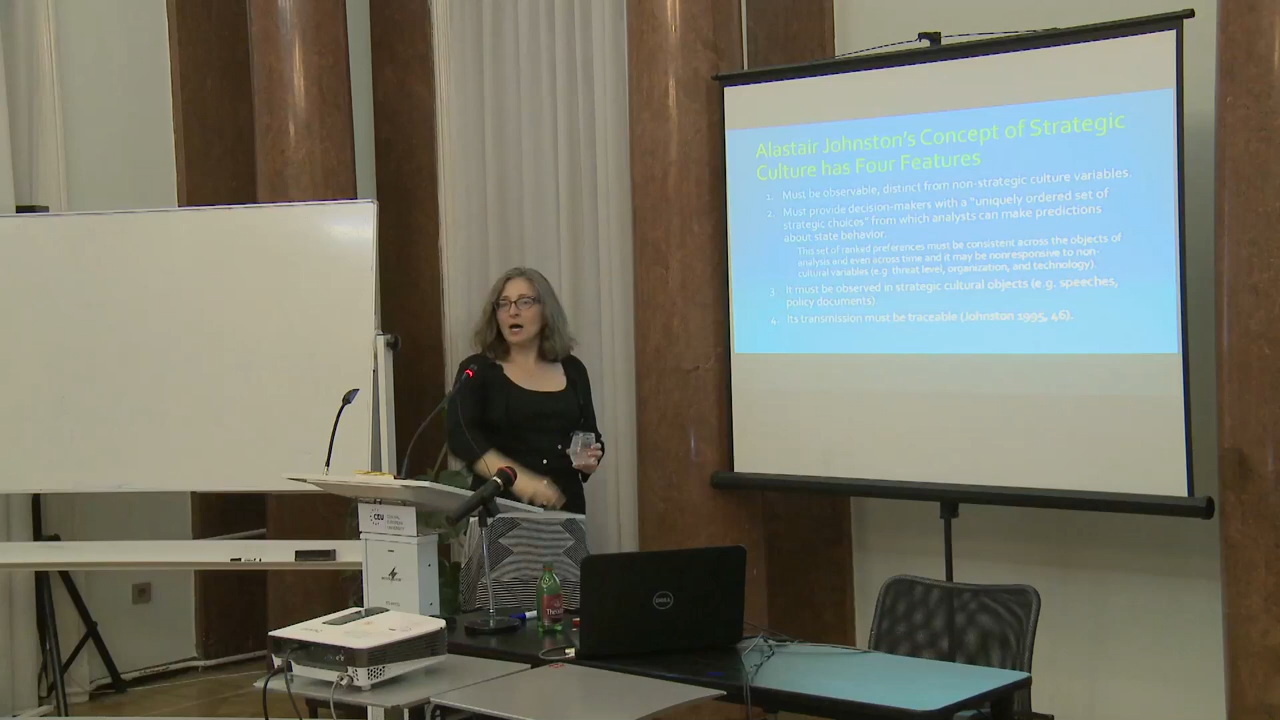 Alastair Johnston's Concept of Strategic
Culture has Four Features
1. Must be observable, distinct from non-strategic culture variables.
2. Must provide decision-makers with a "uniquely ordered set of
strategic choices" from which analysts can make predictions
about state behavior.
This set of ranked preferences must be consistent across the objects of
analysis and even across time and it may be nonresponsive to non-
cultural variables (e.g. threat level, organization, and technology).
3. It must be observed in strategic cultural objects (e.g. speeches,
policy documents).
4. Its transmission must be traceable (Johnston 1995, 46).
CEU
CENTRAL
EUROPEAN
UNIVERSITY
DELL